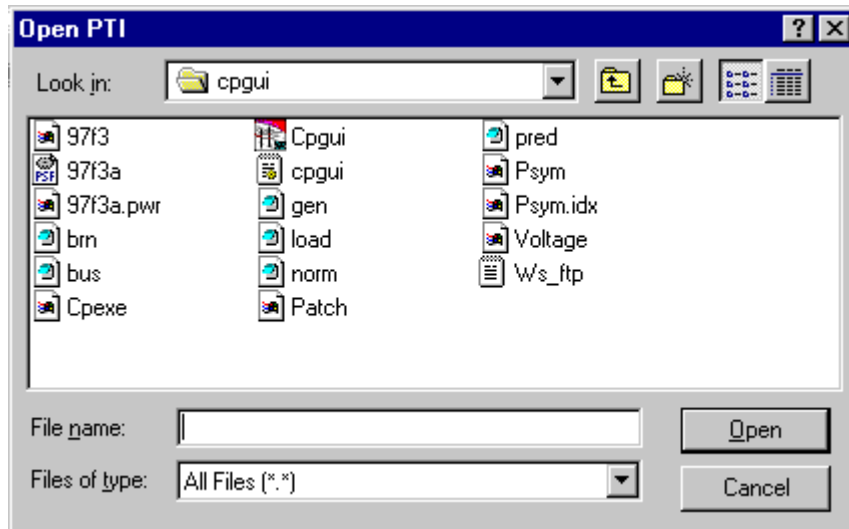 Open PTI
Look in: cpgui
97f3 Cpgui pred
97f3a cpgui Psym
97f3a.pwr gen Psym.idx
brn load Voltage
bus norm Ws_ftp
Cpexe Patch
File name: Open
Files of type: All Files (*.*) Cancel